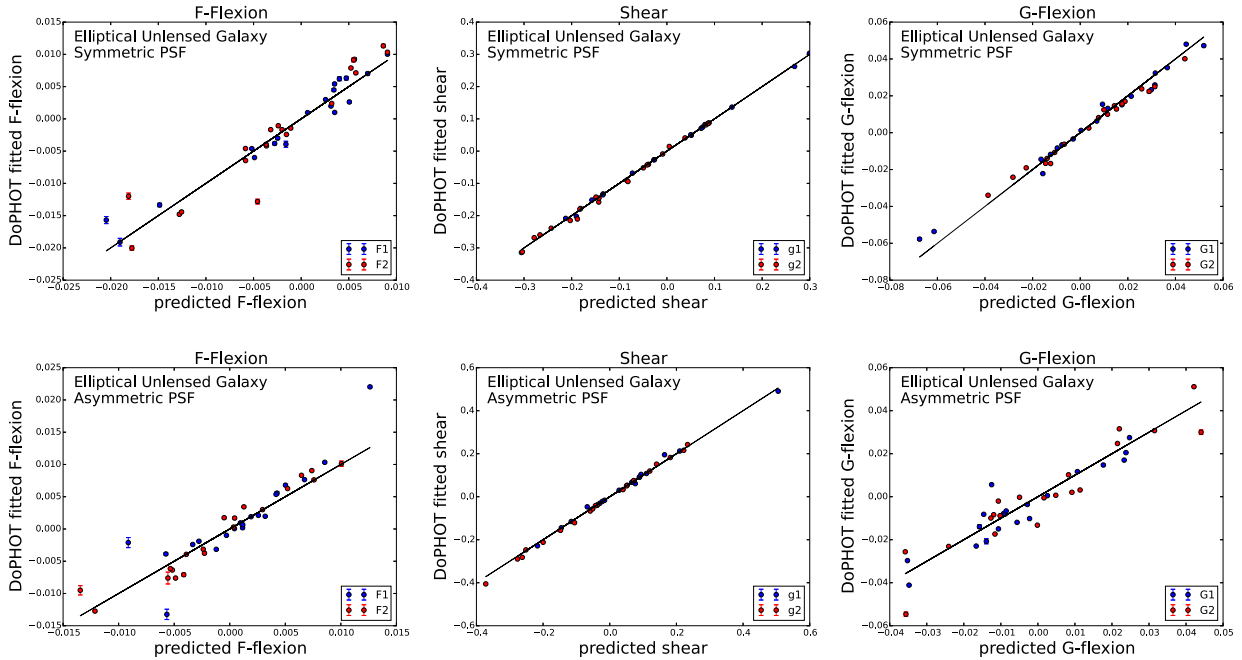 F-Flexion
Elliptical Unlensed Galaxy
Symmetric PSF
DoPHOT fitted F-flexion
0.015
0.010
0.005
0.000
−0.005
−0.010
−0.015
−0.020
−0.025
F1
F2
−0.025 −0.020 −0.015 −0.010 −0.005 0.000 0.005 0.010
predicted F-flexion
Shear
Elliptical Unlensed Galaxy
Symmetric PSF
DoPHOT fitted shear
0.4
0.3
0.2
0.1
0.0
−0.1
−0.2
−0.3
−0.4
g1
g2
−0.4 −0.3 −0.2 −0.1 0.0 0.1 0.2 0.3
predicted shear
G-Flexion
Elliptical Unlensed Galaxy
Symmetric PSF
DoPHOT fitted G-flexion
0.06
0.04
0.02
0.00
−0.02
−0.04
−0.06
−0.08
G1
G2
−0.08 −0.06 −0.04 −0.02 0.00 0.02 0.04 0.06
predicted G-flexion
F-Flexion
Elliptical Unlensed Galaxy
Asymmetric PSF
DoPHOT fitted F-flexion
0.025
0.020
0.015
0.010
0.005
0.000
−0.005
−0.010
−0.015
F1
F2
−0.015 −0.010 −0.005 0.000 0.005 0.010 0.015
predicted F-flexion
Shear
Elliptical Unlensed Galaxy
Asymmetric PSF
DoPHOT fitted shear
0.6
0.4
0.2
0.0
−0.2
−0.4
−0.6
g1
g2
−0.4 −0.2 0.0 0.2 0.4 0.6
predicted shear
G-Flexion
Elliptical Unlensed Galaxy
Asymmetric PSF
DoPHOT fitted G-flexion
0.06
0.04
0.02
0.00
−0.02
−0.04
−0.06
G1
G2
−0.04 −0.03 −0.02 −0.01 0.00 0.01 0.02 0.03 0.04 0.05
predicted G-flexion